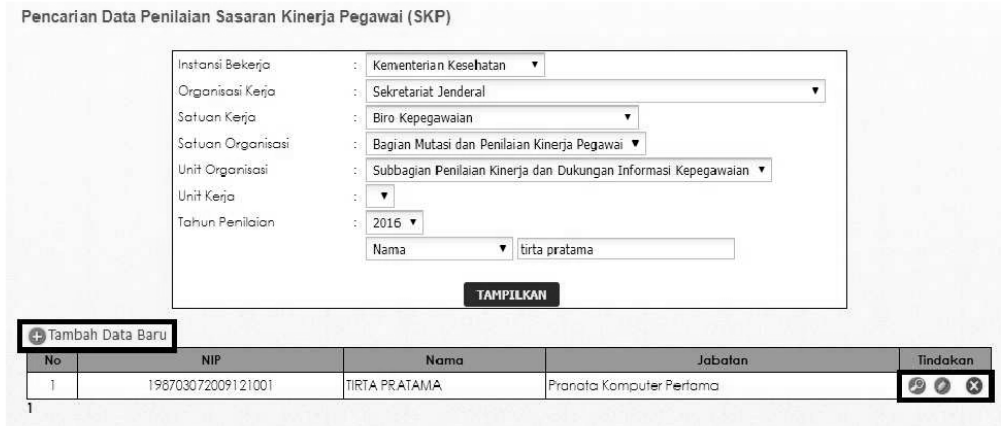 Pencarian Data Penilaian Sasaran Kinerja Pegawai (SKP)
Instansi Bekerja : Kementerian Kesehatan
Organisasi Kerja : Sekretariat Jenderal
Satuan Kerja : Biro Kepegawaian
Satuan Organisasi : Bagian Mutasi dan Penilaian Kinerja Pegawai
Unit Organisasi : Subbagian Penilaian Kinerja dan Dukungan Informasi Kepegawaian
Unit Kerja :
Tahun Penilaian : 2016
Nama tirta pratama
TAMPILKAN
Tambah Data Baru
No NIP Nama Jabatan Tindakan
1 198703072009121001 TIRTA PRATAMA Pranata Komputer Pertama
1